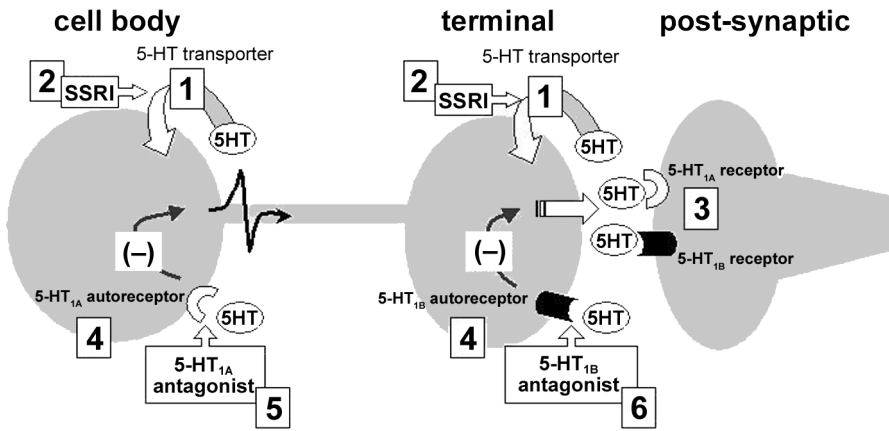 cell body
terminal
post-synaptic
5-HT transporter
2
SSRI
1
5HT
5-HT transporter
2
SSRI
1
5HT
(–)
5-HT1A autoreceptor
5HT
4
5-HT1A
antagonist
5
(–)
5-HT1B autoreceptor
5HT
4
5-HT1B
antagonist
6
5HT
5-HT1A receptor
3
5HT
5-HT1B receptor